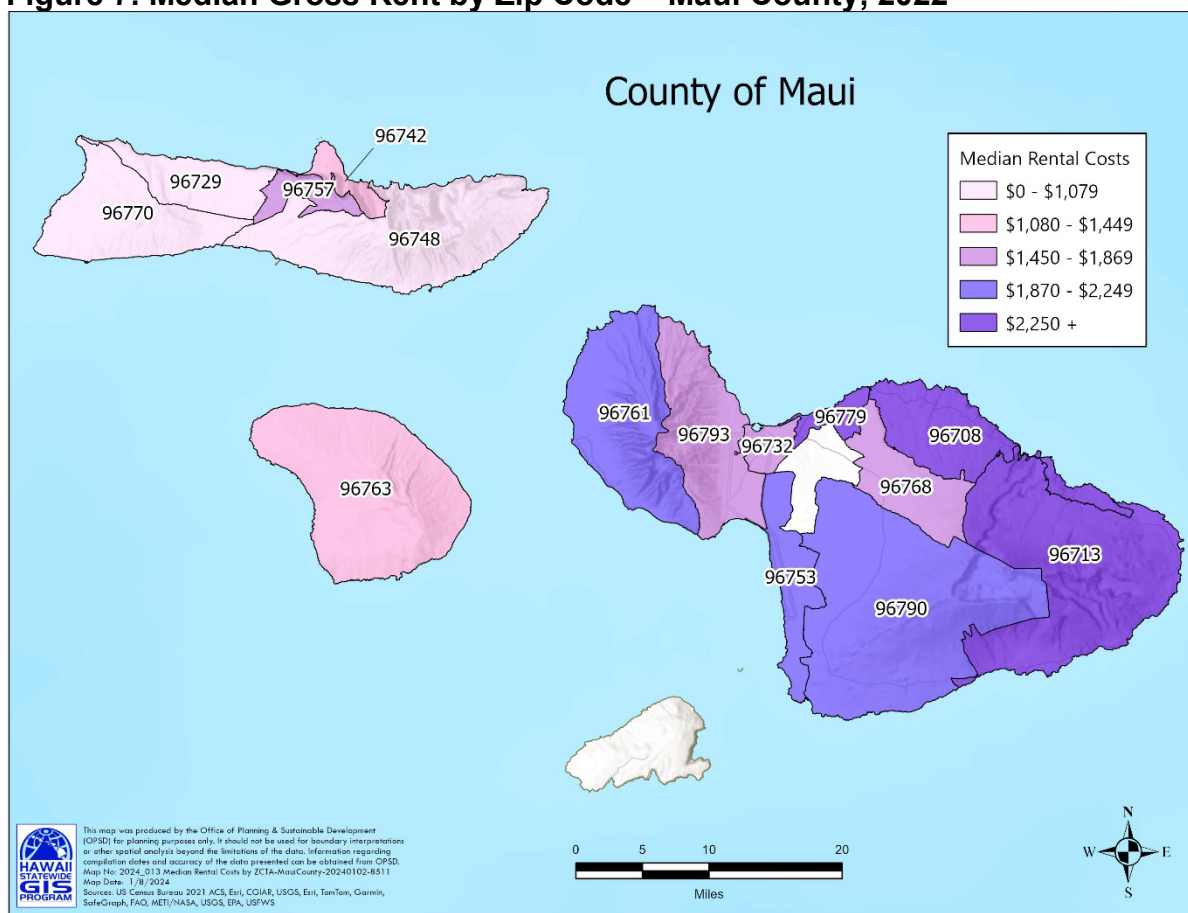 Figure 7: Median Gross Rent by Zip Code – Maui County, 2022
County of Maui
96742
96729
96757
96770
96748
Median Rental Costs
$0 - $1,079
$1,080 - $1,449
$1,450 - $1,869
$1,870 - $2,249
$2,250 +
96761
96793
96732
96779
96708
96768
96763
96753
96713
96790
HAWAII
STATEWIDE
GIS
PROGRAM
This map was produced by the Office of Planning & Sustainable Development
(OPSD) for planning purposes only. It should not be used for boundary interpretations
or other spatial analysis beyond the limitations of the data. Information regarding
compilation dates and accuracy of the data presented can be obtained from OPSD.
Map No: 2024_013 Median Rental Costs by ZCTA-MauiCounty-20240102-8511
Map Date: 1/8/2024
Sources: US Census Bureau 2021 ACS, Esri, CGIAR, USGS, Esri, TomTom, Garmin,
SafeGraph, FAO, METI/NASA, USGS, EPA, USFWS
0 5 10 20
Miles
N
W E
S